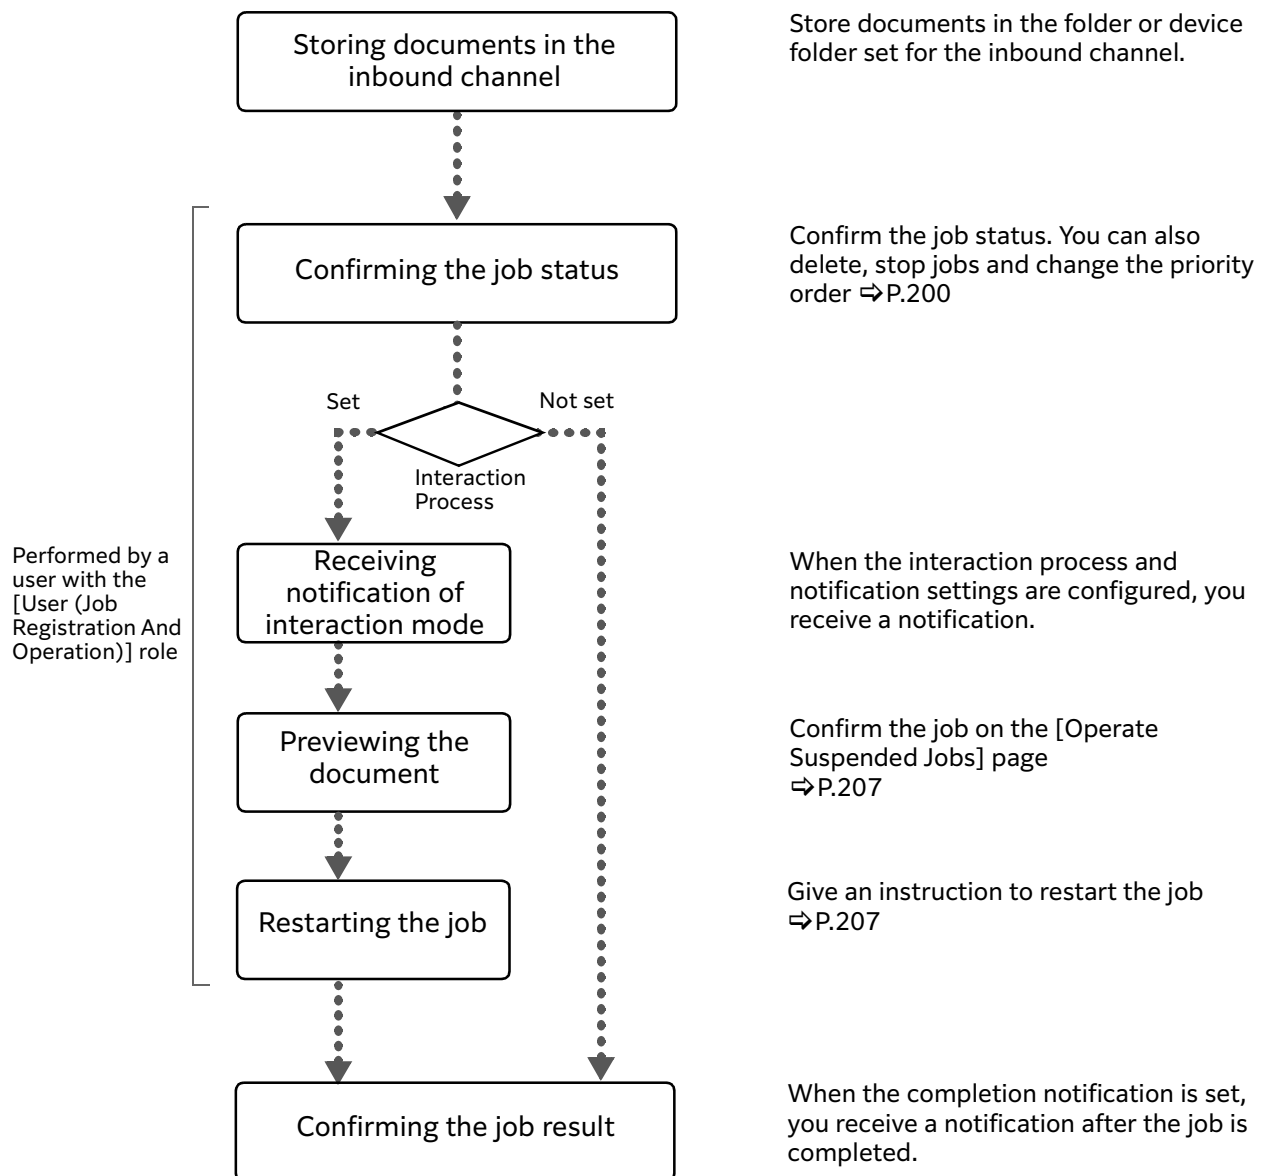 Storing documents in the
inbound channel
Store documents in the folder or device
folder set for the inbound channel.
Confirming the job status
Confirm the job status. You can also
delete, stop jobs and change the priority
order ⇨P.200
Set
Not set
Interaction
Process
Performed by a
user with the
[User (Job
Registration And
Operation)] role
Receiving
notification of
interaction mode
When the interaction process and
notification settings are configured, you
receive a notification.
Previewing the
document
Confirm the job on the [Operate
Suspended Jobs] page
⇨P.207
Restarting the job
Give an instruction to restart the job
⇨P.207
Confirming the job result
When the completion notification is set,
you receive a notification after the job is
completed.